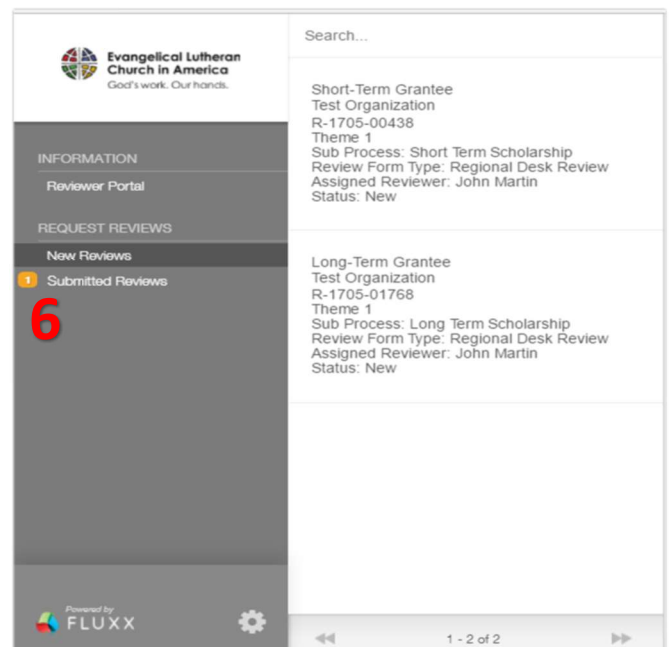 Evangelical Lutheran
Church in America
God's work. Our hands.
INFORMATION
Reviewer Portal
REQUEST REVIEWS
New Reviews
1 Submitted Reviews
6
Powered by
FLUXX
Search...
Short-Term Grantee
Test Organization
R-1705-00438
Theme 1
Sub Process: Short Term Scholarship
Review Form Type: Regional Desk Review
Assigned Reviewer: John Martin
Status: New
Long-Term Grantee
Test Organization
R-1705-01768
Theme 1
Sub Process: Long Term Scholarship
Review Form Type: Regional Desk Review
Assigned Reviewer: John Martin
Status: New
1 - 2 of 2